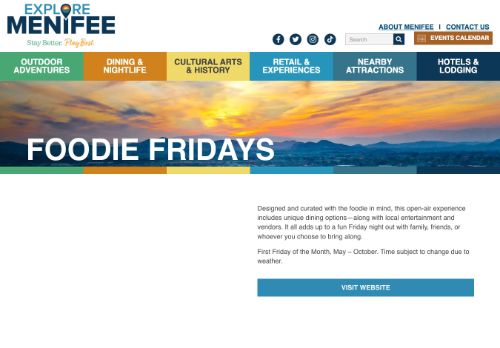 EXPLORE
MENIFEE
Stay Better. Play Best.
ABOUT MENIFEE | CONTACT US
Search
EVENTS CALENDAR
OUTDOOR
ADVENTURES
DINING &
NIGHTLIFE
CULTURAL ARTS
& HISTORY
RETAIL &
EXPERIENCES
NEARBY
ATTRACTIONS
HOTELS &
LODGING
FOODIE FRIDAYS
Designed and curated with the foodie in mind, this open-air experience
includes unique dining options—along with local entertainment and
vendors. It all adds up to a fun Friday night out with family, friends, or
whoever you choose to bring along.
First Friday of the Month, May – October. Time subject to change due to
weather.
VISIT WEBSITE